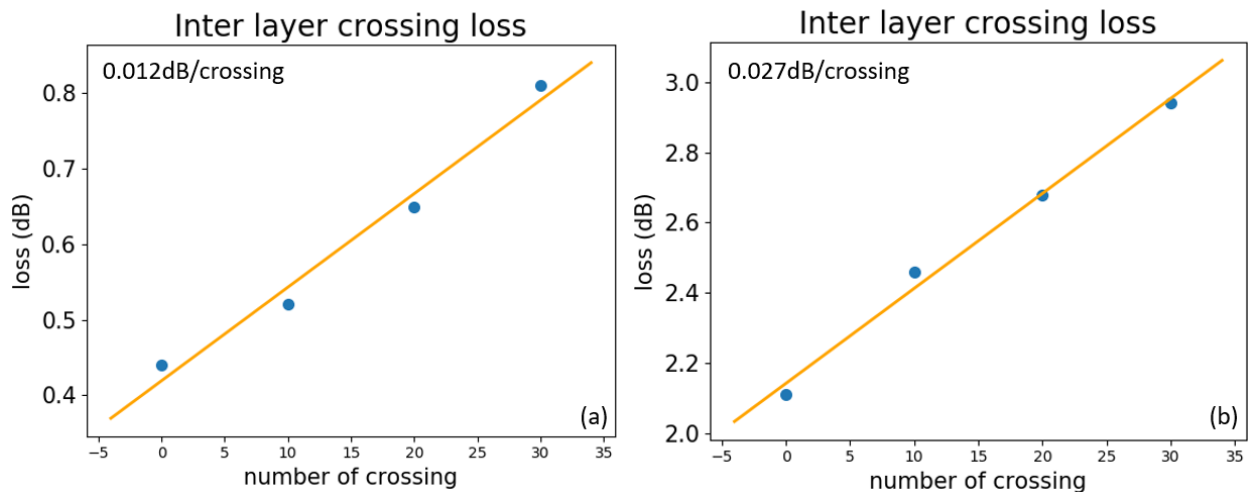 Inter layer crossing loss
0.012dB/crossing
loss (dB)
0.8
0.7
0.6
0.5
0.4
−5 0 5 10 15 20 25 30 35
number of crossing
(a)
Inter layer crossing loss
0.027dB/crossing
loss (dB)
3.0
2.8
2.6
2.4
2.2
2.0
−5 0 5 10 15 20 25 30 35
number of crossing
(b)